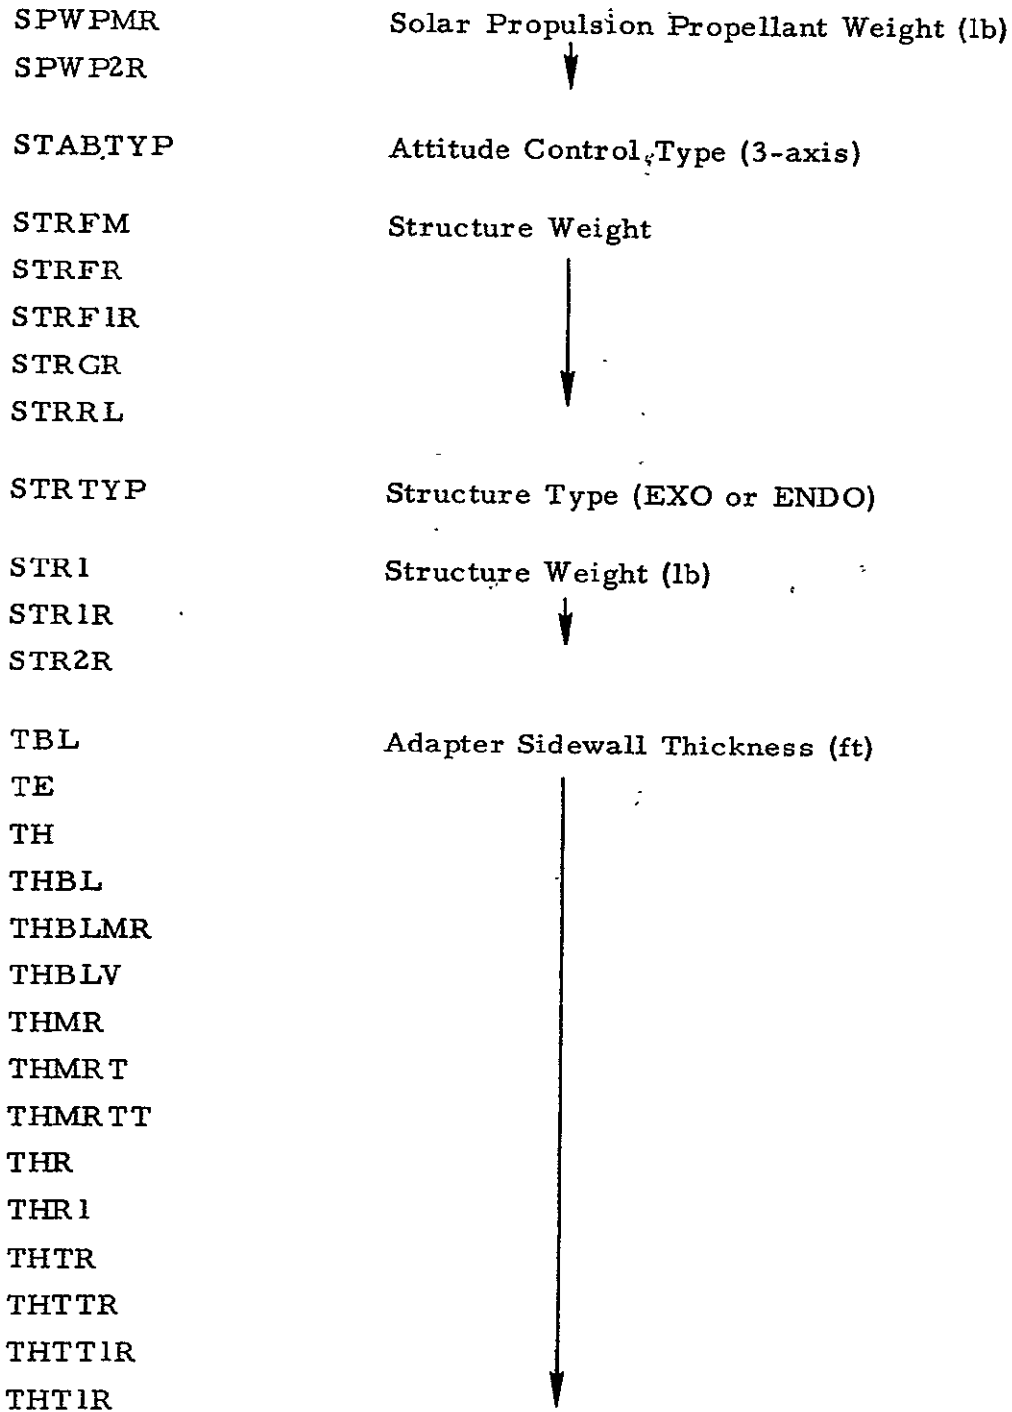 SPWPMR Solar Propulsion Propellant Weight (lb)
SPWP2R
STABTYP Attitude Control Type (3-axis)
STRFM Structure Weight
STRFR
STRF1R
STRGR
STRRL
STRTYP Structure Type (EXO or ENDO)
STR1 Structure Weight (lb)
STR1R
STR2R
TBL Adapter Sidewall Thickness (ft)
TE
TH
THBL
THBLMR
THBLV
THMR
THMRT
THMRTT
THR
THR1
THTR
THTTR
THTT1R
THT1R